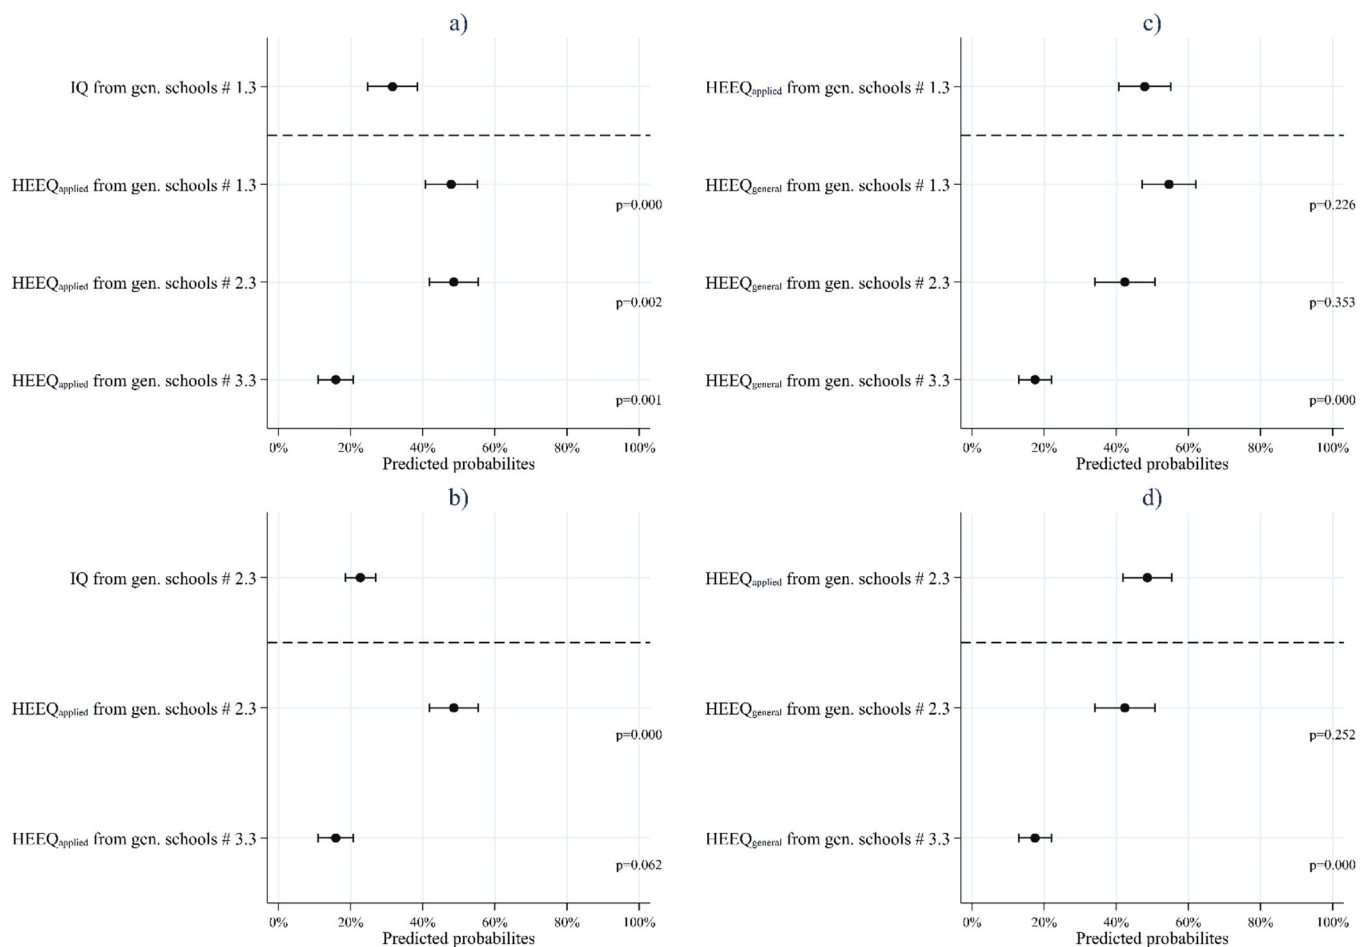 a)
IQ from gen. schools # 1.3
HEEQapplied from gen. schools # 1.3
p=0.000
HEEQapplied from gen. schools # 2.3
p=0.002
HEEQapplied from gen. schools # 3.3
p=0.001
0% 20% 40% 60% 80% 100%
Predicted probabilites
c)
HEEQapplied from gen. schools # 1.3
HEEQgeneral from gen. schools # 1.3
p=0.226
HEEQgeneral from gen. schools # 2.3
p=0.353
HEEQgeneral from gen. schools # 3.3
p=0.000
0% 20% 40% 60% 80% 100%
Predicted probabilites
b)
IQ from gen. schools # 2.3
HEEQapplied from gen. schools # 2.3
p=0.000
HEEQapplied from gen. schools # 3.3
p=0.062
0% 20% 40% 60% 80% 100%
Predicted probabilites
d)
HEEQapplied from gen. schools # 2.3
HEEQgeneral from gen. schools # 2.3
p=0.252
HEEQgeneral from gen. schools # 3.3
p=0.000
0% 20% 40% 60% 80% 100%
Predicted probabilites